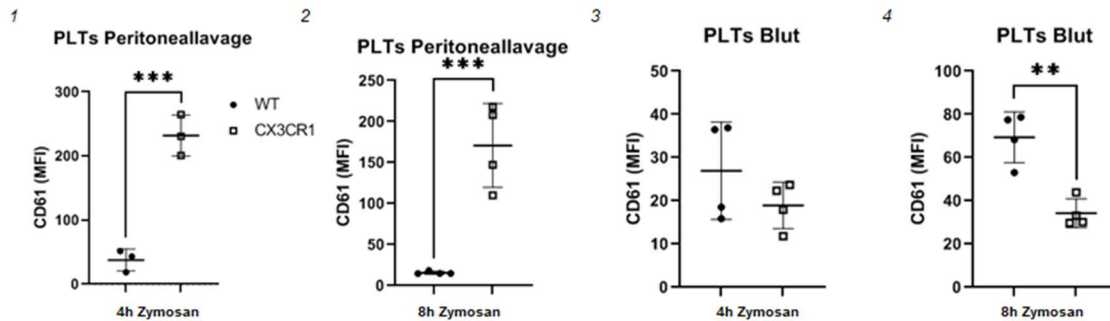 1
PLTs Peritoneallavage
***
300
200
100
0
CD61 (MFI)
4h Zymosan
WT
CX3CR1
2
PLTs Peritoneallavage
***
250
200
150
100
50
0
CD61 (MFI)
8h Zymosan
3
PLTs Blut
50
40
30
20
10
0
CD61 (MFI)
4h Zymosan
4
PLTs Blut
**
100
80
60
40
20
0
CD61 (MFI)
8h Zymosan